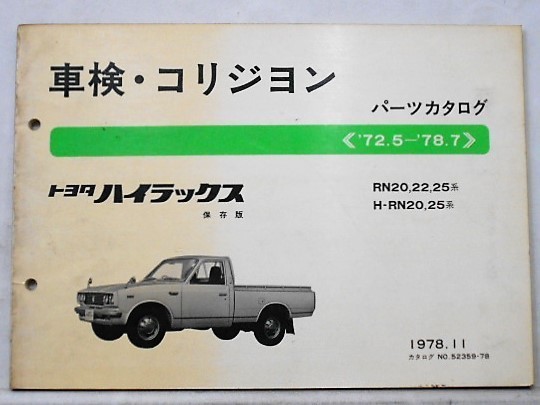 車検・コリジョン
パーツカタログ
《'72.5−'78.7》
トヨタ ハイラックス
保存版
RN20,22,25系
H-RN20,25系
1978.11
カタログ NO.52359-78